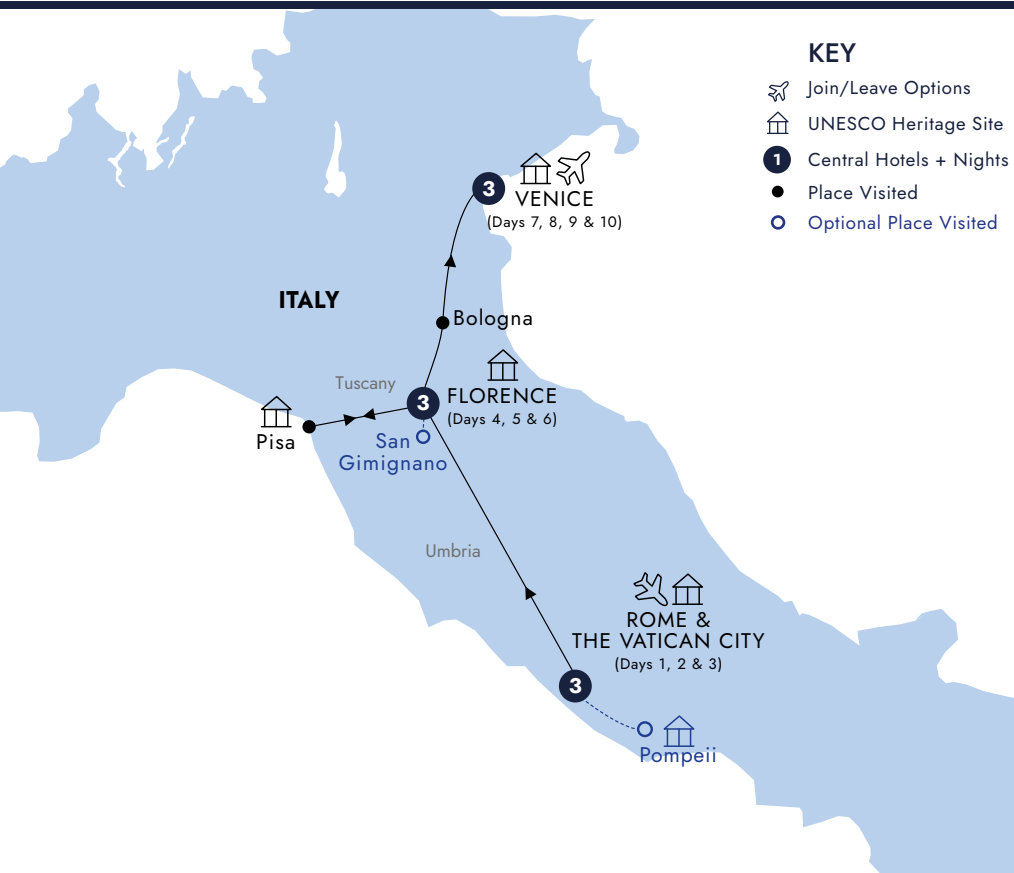 KEY
Join/Leave Options
UNESCO Heritage Site
1 Central Hotels + Nights
Place Visited
Optional Place Visited
3 VENICE
(Days 7, 8, 9 & 10)
ITALY
Bologna
Tuscany
3 FLORENCE
(Days 4, 5 & 6)
Pisa
San
Gimignano
Umbria
ROME &
THE VATICAN CITY
(Days 1, 2 & 3)
3
Pompeii